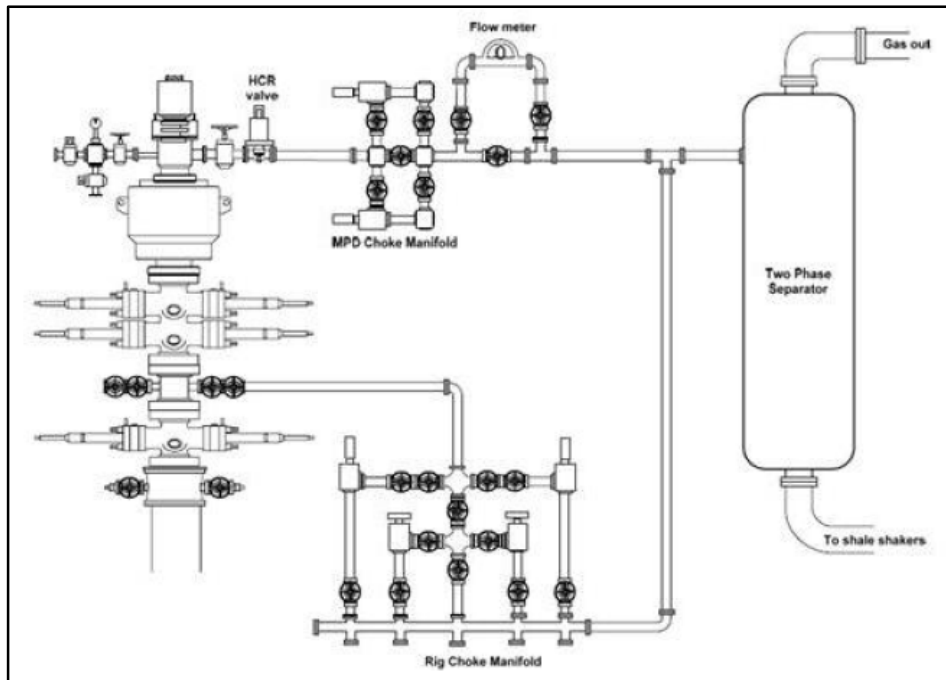 Flow meter
Gas out
HCR
valve
MPD Choke Manifold
Two Phase
Separator
To shale shakers
Rig Choke Manifold